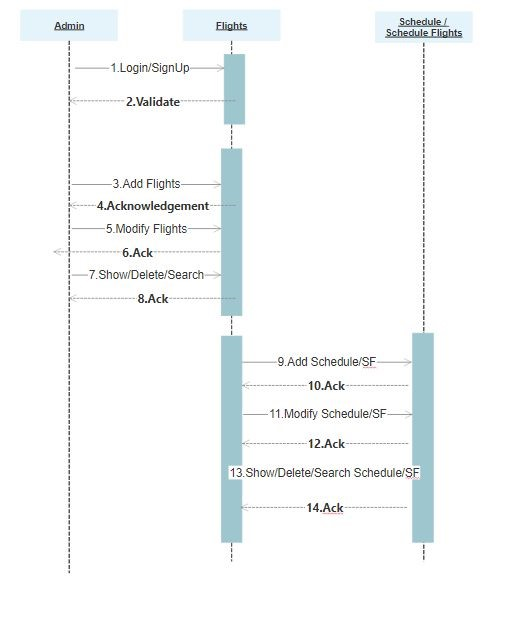 Admin
Flights
Schedule /
Schedule Flights
1.Login/SignUp
2.Validate
3.Add Flights
4.Acknowledgement
5.Modify Flights
6.Ack
7.Show/Delete/Search
8.Ack
9.Add Schedule/SF
10.Ack
11.Modify Schedule/SF
12.Ack
13.Show/Delete/Search Schedule/SF
14.Ack